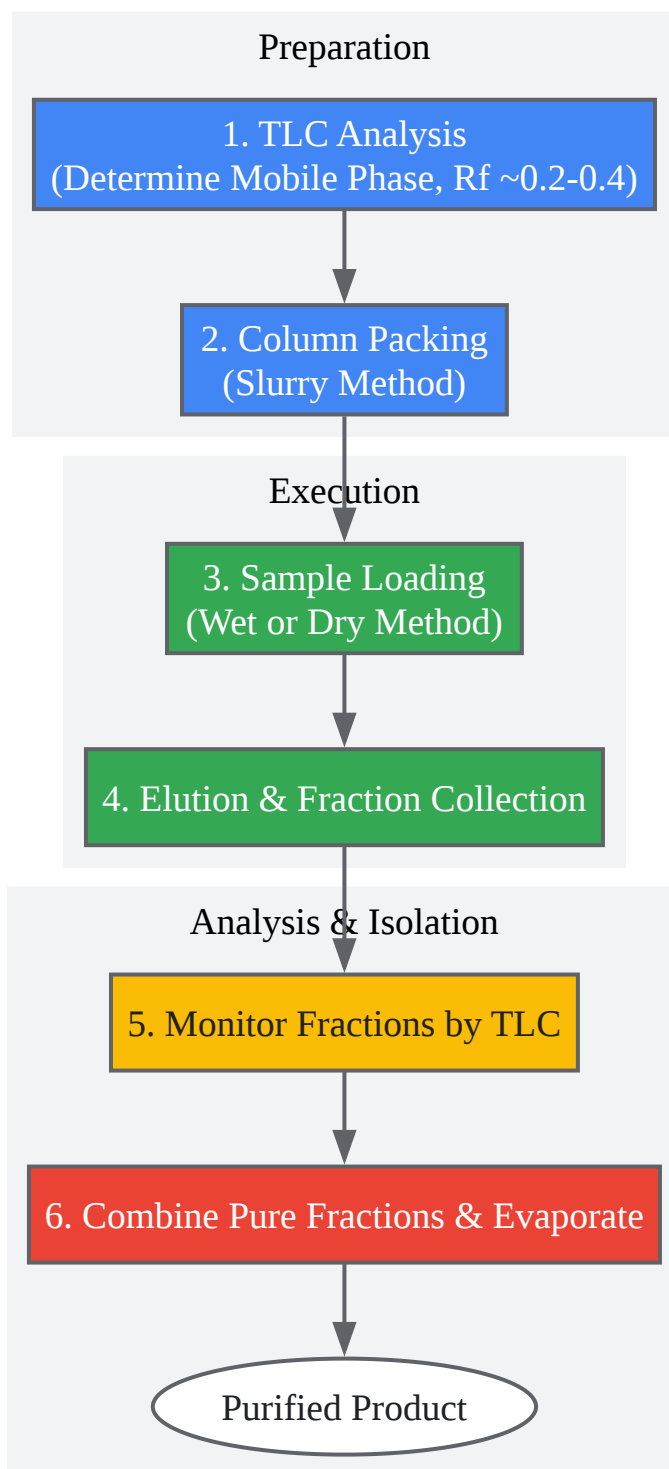 Preparation
1. TLC Analysis
(Determine Mobile Phase, Rf ~0.2-0.4)
2. Column Packing
(Slurry Method)
Execution
3. Sample Loading
(Wet or Dry Method)
4. Elution & Fraction Collection
Analysis & Isolation
5. Monitor Fractions by TLC
6. Combine Pure Fractions & Evaporate
Purified Product